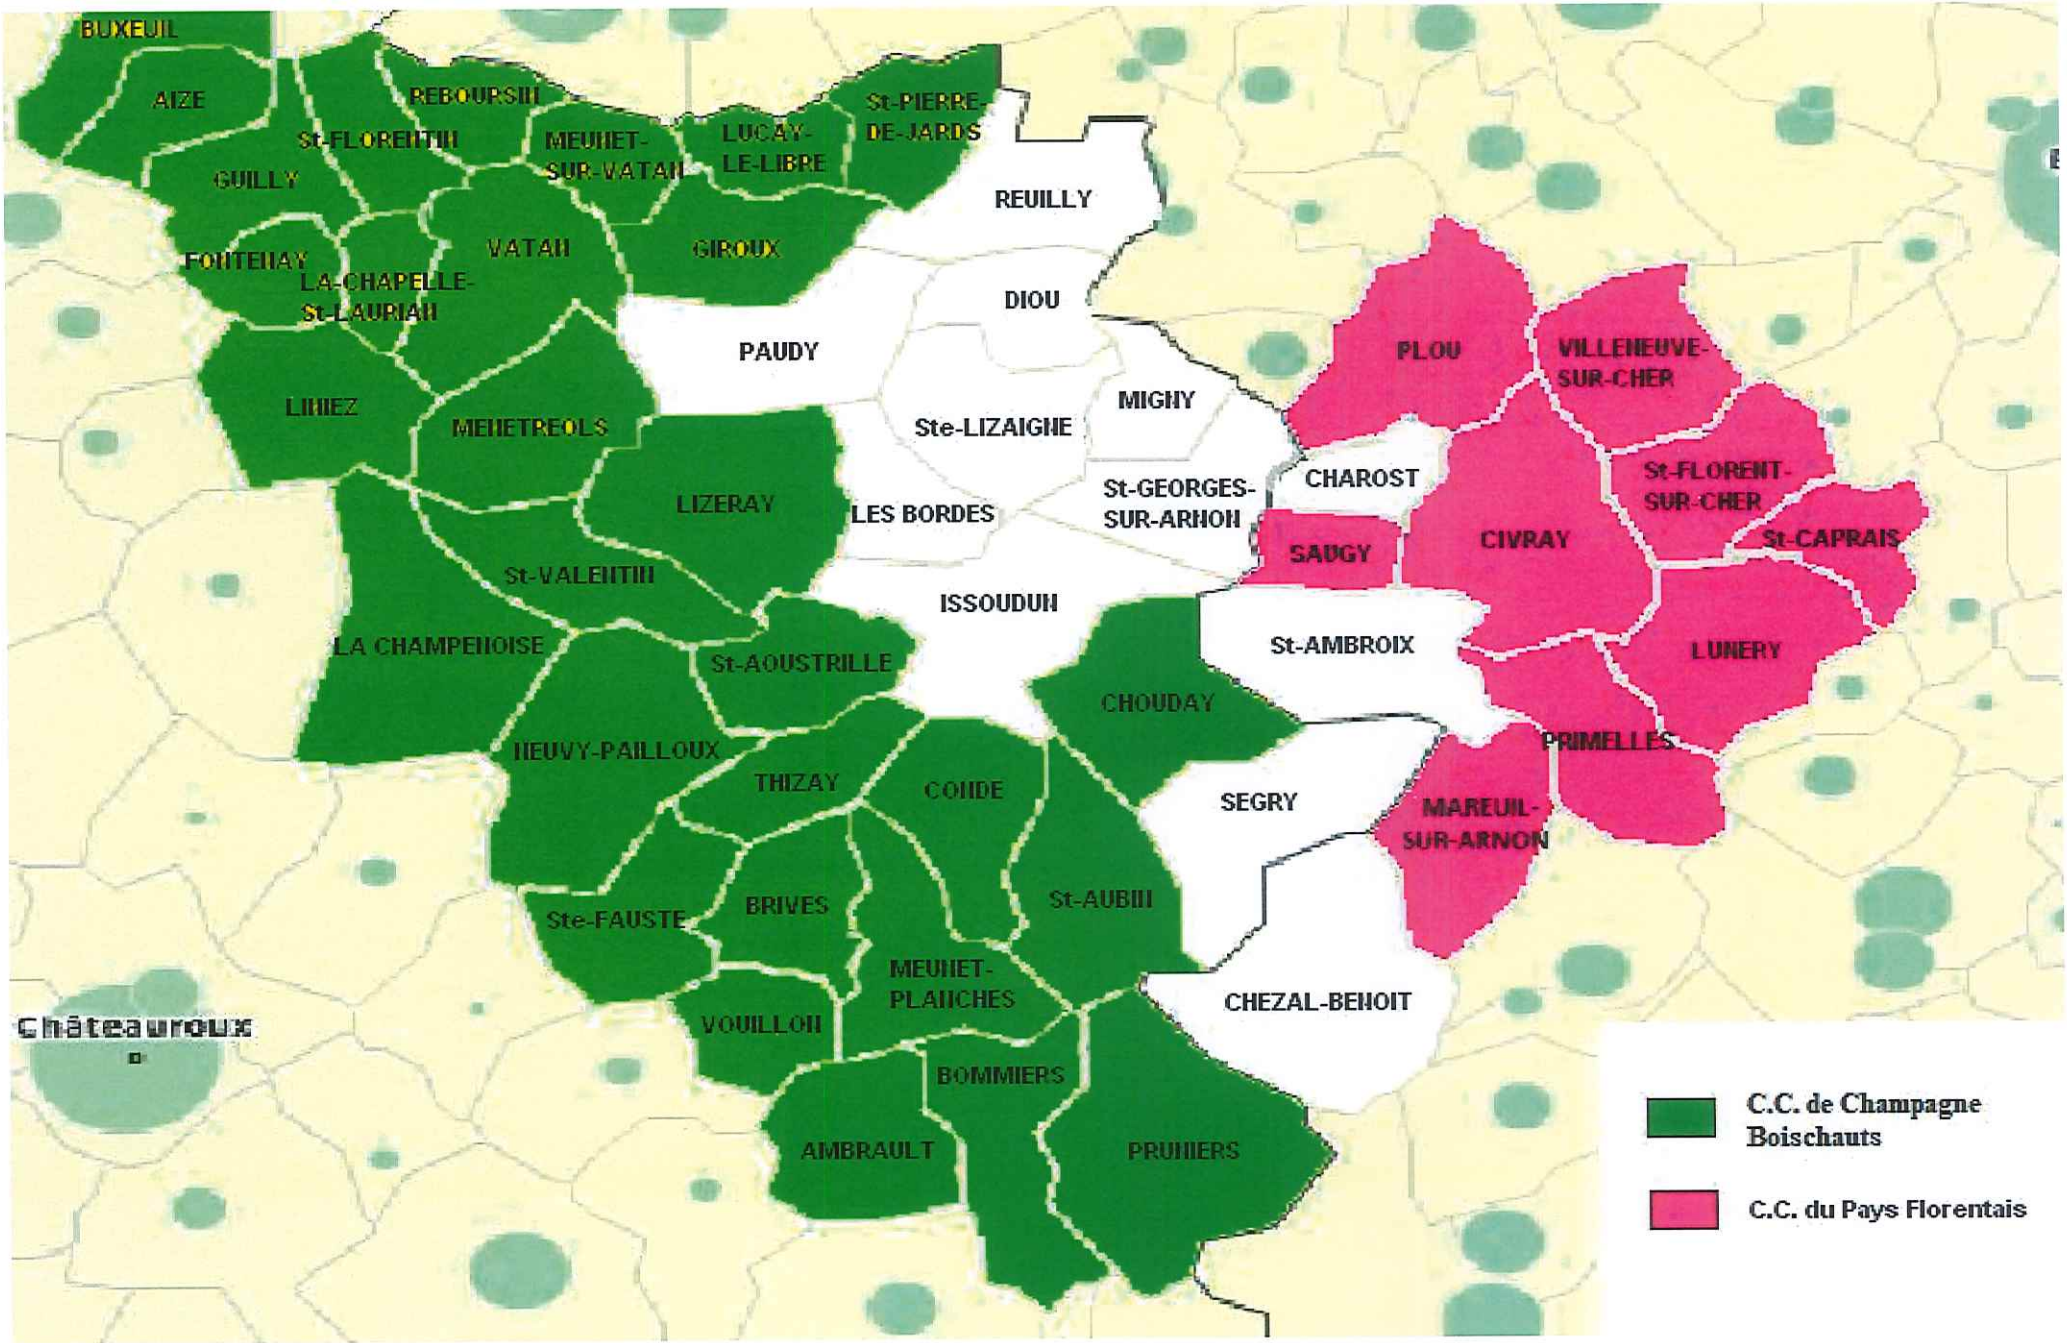 BUXEUIL
AIZE
REBOURSIN
St-PIERRE-
DE-JARDS
St-FLORENTIN
MEUNET-
SUR-VATAN
LUCAY-
LE-LIBRE
GUILLY
REUILLY
FONTENAY
VATAN
GIROUX
LA-CHAPELLE-
St-LAURIAN
DIOU
PAUDY
PLOU
VILLENEUVE-
SUR-CHER
LINIEZ
MENETREOLS
MIGNY
Ste-LIZAIGNE
CHAROST
St-FLORENT-
SUR-CHER
LIZERAY
LES BORDES
St-GEORGES-
SUR-ARNON
SAUGY
CIVRAY
St-CAPRAIS
St-VALENTIN
ISSOUDUN
LA CHAMPENOISE
St-AOUSTRILLE
St-AMBROIX
LUNERY
CHOUDAY
NEUVY-PAILLOUX
PRIMELLES
THIZAY
CONDE
SEGRY
MAREUIL-
SUR-ARNON
Ste-FAUSTE
BRIVES
St-AUBIN
MEUNET-
PLANCHES
CHEZAL-BENOIT
Châteauroux
VOUILLON
BOMMIERS
AMBRAULT
PRUNIERS
C.C. de Champagne
Boischauts
C.C. du Pays Florentais